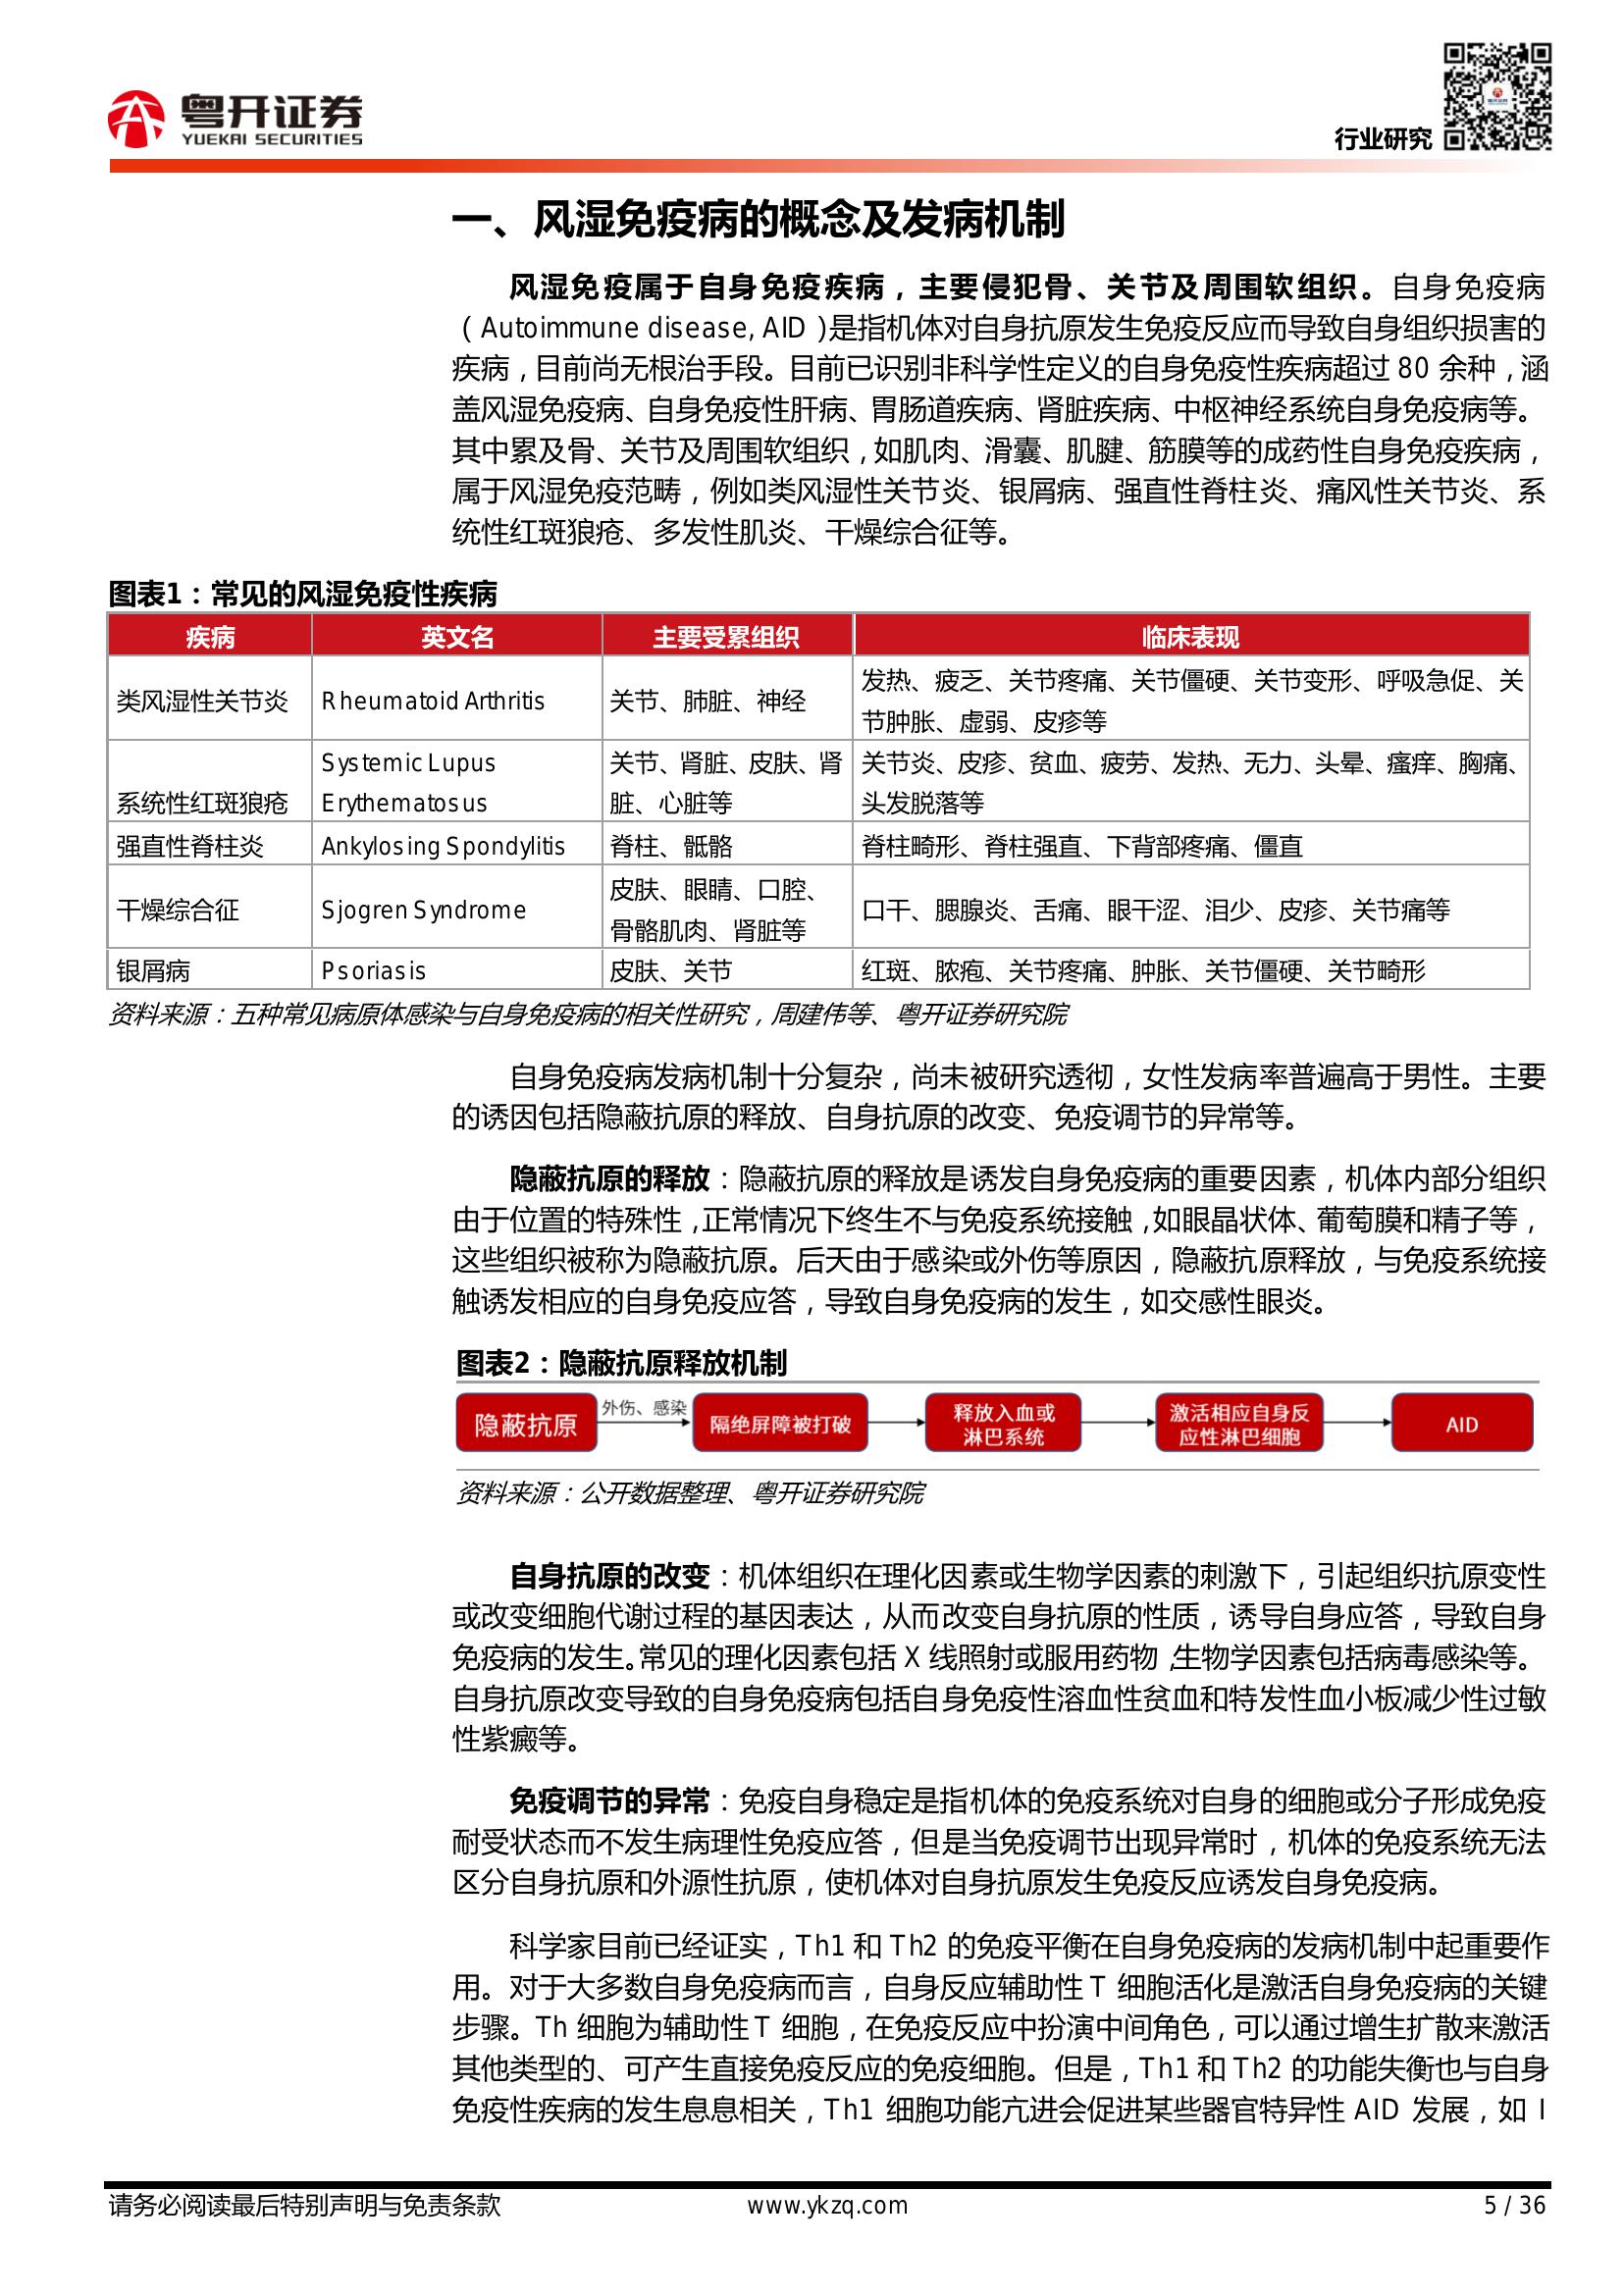 粤开证券
YUEKAI SECURITIES
行业研究
一、风湿免疫病的概念及发病机制
风湿免疫属于自身免疫疾病，主要侵犯骨、关节及周围软组织。自身免疫病
（Autoimmune disease, AID）是指机体对自身抗原发生免疫反应而导致自身组织损害的
疾病，目前尚无根治手段。目前已识别非科学性定义的自身免疫性疾病超过 80 余种，涵
盖风湿免疫病、自身免疫性肝病、胃肠道疾病、肾脏疾病、中枢神经系统自身免疫病等。
其中累及骨、关节及周围软组织，如肌肉、滑囊、肌腱、筋膜等的成药性自身免疫疾病，
属于风湿免疫范畴，例如类风湿性关节炎、银屑病、强直性脊柱炎、痛风性关节炎、系
统性红斑狼疮、多发性肌炎、干燥综合征等。
图表1：常见的风湿免疫性疾病
疾病 英文名 主要受累组织 临床表现
类风湿性关节炎 Rheumatoid Arthritis 关节、肺脏、神经 发热、疲乏、关节疼痛、关节僵硬、关节变形、呼吸急促、关
节肿胀、虚弱、皮疹等
系统性红斑狼疮 Systemic Lupus
Erythematosus 关节、肾脏、皮肤、肾
脏、心脏等 关节炎、皮疹、贫血、疲劳、发热、无力、头晕、瘙痒、胸痛、
头发脱落等
强直性脊柱炎 Ankylosing Spondylitis 脊柱、骶骼 脊柱畸形、脊柱强直、下背部疼痛、僵直
干燥综合征 Sjogren Syndrome 皮肤、眼睛、口腔、
骨骼肌肉、肾脏等 口干、腮腺炎、舌痛、眼干涩、泪少、皮疹、关节痛等
银屑病 Psoriasis 皮肤、关节 红斑、脓疱、关节疼痛、肿胀、关节僵硬、关节畸形
资料来源：五种常见病原体感染与自身免疫病的相关性研究，周建伟等、粤开证券研究院
自身免疫病发病机制十分复杂，尚未被研究透彻，女性发病率普遍高于男性。主要
的诱因包括隐蔽抗原的释放、自身抗原的改变、免疫调节的异常等。
隐蔽抗原的释放：隐蔽抗原的释放是诱发自身免疫病的重要因素，机体内部分组织
由于位置的特殊性，正常情况下终生不与免疫系统接触，如眼晶状体、葡萄膜和精子等，
这些组织被称为隐蔽抗原。后天由于感染或外伤等原因，隐蔽抗原释放，与免疫系统接
触诱发相应的自身免疫应答，导致自身免疫病的发生，如交感性眼炎。
图表2：隐蔽抗原释放机制
隐蔽抗原
外伤、感染
隔绝屏障被打破
释放入血或
淋巴系统
激活相应自身反
应性淋巴细胞
AID
资料来源：公开数据整理、粤开证券研究院
自身抗原的改变：机体组织在理化因素或生物学因素的刺激下，引起组织抗原变性
或改变细胞代谢过程的基因表达，从而改变自身抗原的性质，诱导自身应答，导致自身
免疫病的发生。常见的理化因素包括 X 线照射或服用药物，生物学因素包括病毒感染等。
自身抗原改变导致的自身免疫病包括自身免疫性溶血性贫血和特发性血小板减少性过敏
性紫癜等。
免疫调节的异常：免疫自身稳定是指机体的免疫系统对自身的细胞或分子形成免疫
耐受状态而不发生病理性免疫应答，但是当免疫调节出现异常时，机体的免疫系统无法
区分自身抗原和外源性抗原，使机体对自身抗原发生免疫反应诱发自身免疫病。
科学家目前已经证实，Th1 和 Th2 的免疫平衡在自身免疫病的发病机制中起重要作
用。对于大多数自身免疫病而言，自身反应辅助性 T 细胞活化是激活自身免疫病的关键
步骤。Th 细胞为辅助性 T 细胞，在免疫反应中扮演中间角色，可以通过增生扩散来激活
其他类型的、可产生直接免疫反应的免疫细胞。但是，Th1 和 Th2 的功能失衡也与自身
免疫性疾病的发生息息相关，Th1 细胞功能亢进会促进某些器官特异性 AID 发展，如 I
请务必阅读最后特别声明与免责条款
www.ykzq.com
5 / 36